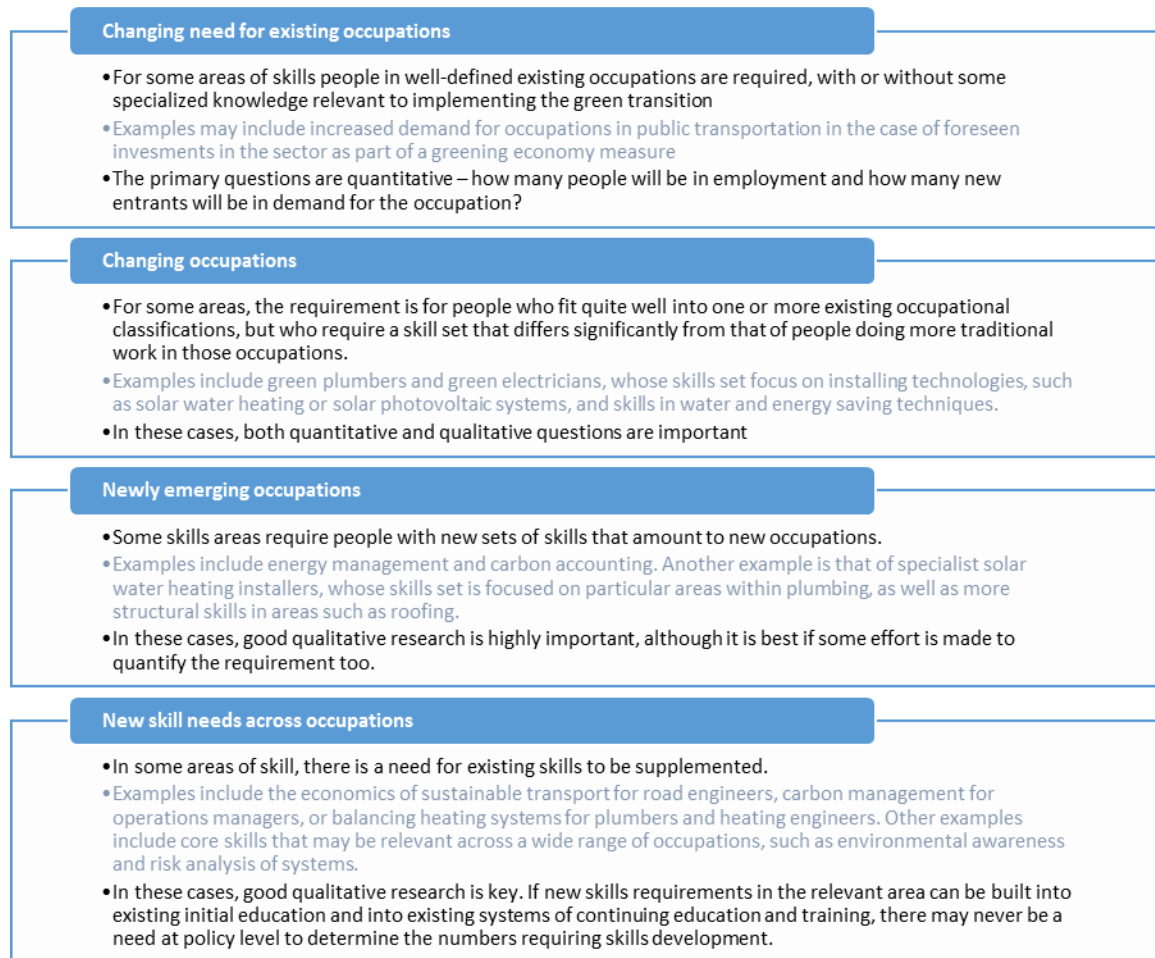 Changing need for existing occupations
•For some areas of skills people in well-defined existing occupations are required, with or without some
specialized knowledge relevant to implementing the green transition
•Examples may include increased demand for occupations in public transportation in the case of foreseen
invesments in the sector as part of a greening economy measure
•The primary questions are quantitative – how many people will be in employment and how many new
entrants will be in demand for the occupation?
Changing occupations
•For some areas, the requirement is for people who fit quite well into one or more existing occupational
classifications, but who require a skill set that differs significantly from that of people doing more traditional
work in those occupations.
•Examples include green plumbers and green electricians, whose skills set focus on installing technologies, such
as solar water heating or solar photovoltaic systems, and skills in water and energy saving techniques.
•In these cases, both quantitative and qualitative questions are important
Newly emerging occupations
•Some skills areas require people with new sets of skills that amount to new occupations.
•Examples include energy management and carbon accounting. Another example is that of specialist solar
water heating installers, whose skills set is focused on particular areas within plumbing, as well as more
structural skills in areas such as roofing.
•In these cases, good qualitative research is highly important, although it is best if some effort is made to
quantify the requirement too.
New skill needs across occupations
•In some areas of skill, there is a need for existing skills to be supplemented.
•Examples include the economics of sustainable transport for road engineers, carbon management for
operations managers, or balancing heating systems for plumbers and heating engineers. Other examples
include core skills that may be relevant across a wide range of occupations, such as environmental awareness
and risk analysis of systems.
•In these cases, good qualitative research is key. If new skills requirements in the relevant area can be built into
existing initial education and into existing systems of continuing education and training, there may never be a
need at policy level to determine the numbers requiring skills development.